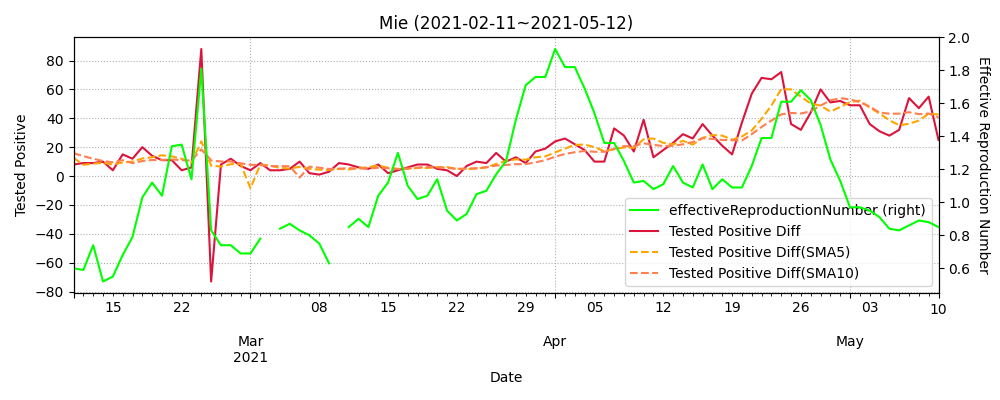 Mie (2021-02-11~2021-05-12)
Tested Positive
80
60
40
20
0
−20
−40
−60
−80
2.0
1.8
1.6
1.4
1.2
1.0
0.8
0.6
Effective Reproduction Number
effectiveReproductionNumber (right)
Tested Positive Diff
Tested Positive Diff(SMA5)
Tested Positive Diff(SMA10)
15 22 08 15 22 29 05 12 19 26 03 10
Mar Apr May
2021
Date